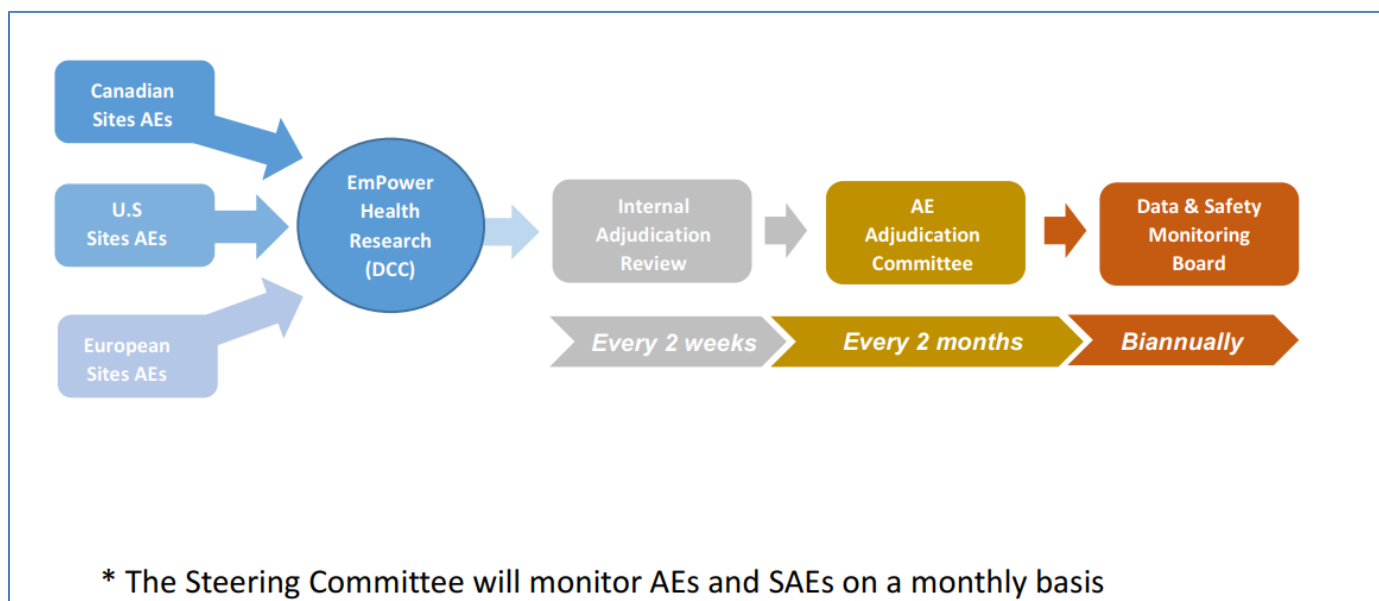 Canadian
Sites AEs
U.S
Sites AEs
European
Sites AEs
EmPower
Health
Research
(DCC)
Internal
Adjudication
Review
AE
Adjudication
Committee
Data & Safety
Monitoring
Board
Every 2 weeks
Every 2 months
Biannually
* The Steering Committee will monitor AEs and SAEs on a monthly basis